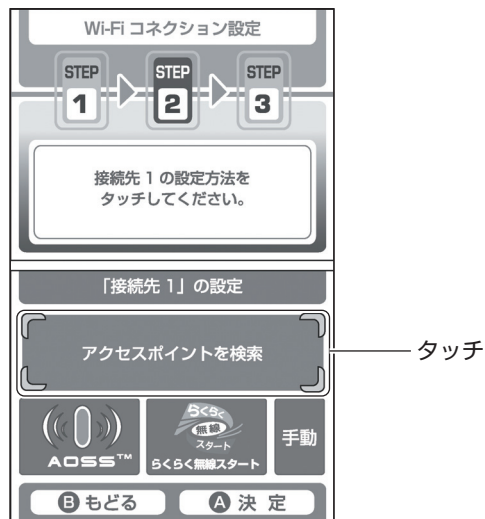 Wi-Fi コネクション設定
STEP
1
STEP
2
STEP
3
接続先 1 の設定方法を
タッチしてください。
「接続先 1」の設定
アクセスポイントを検索
タッチ
AOSS™
らくらく
無線
スタート
らくらく無線スタート
手動
B もどる
A 決 定